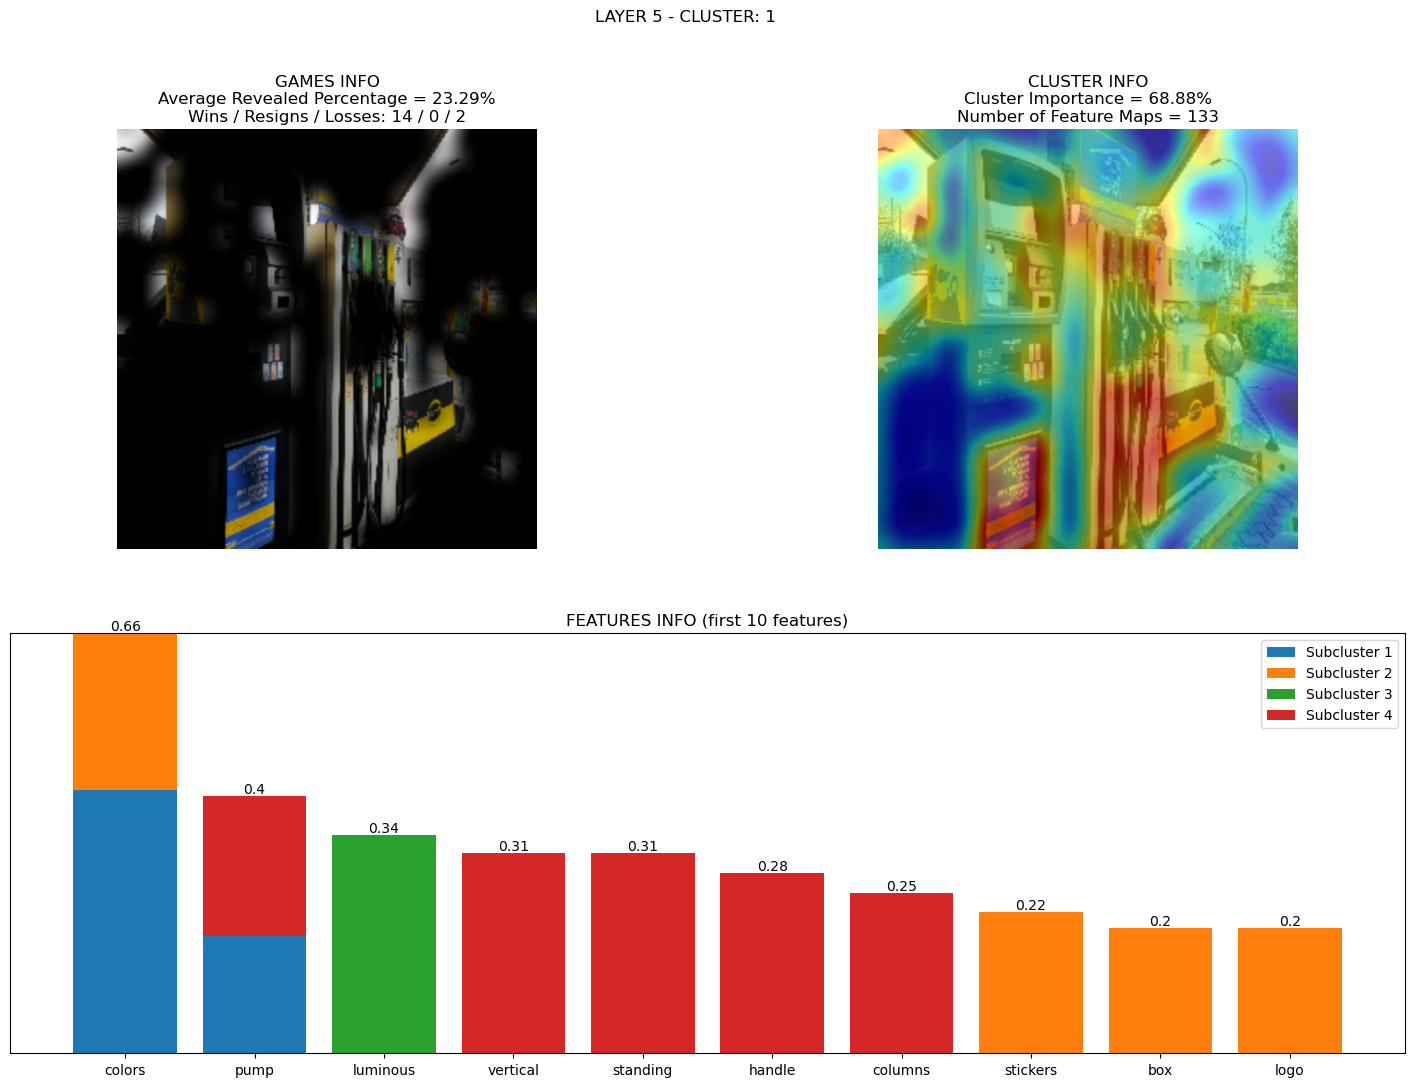 LAYER 5 - CLUSTER: 1
GAMES INFO
Average Revealed Percentage = 23.29%
Wins / Resigns / Losses: 14 / 0 / 2
CLUSTER INFO
Cluster Importance = 68.88%
Number of Feature Maps = 133
FEATURES INFO (first 10 features)
0.66
0.4
0.34
0.31
0.31
0.28
0.25
0.22
0.2
0.2
Subcluster 1
Subcluster 2
Subcluster 3
Subcluster 4
colors
pump
luminous
vertical
standing
handle
columns
stickers
box
logo